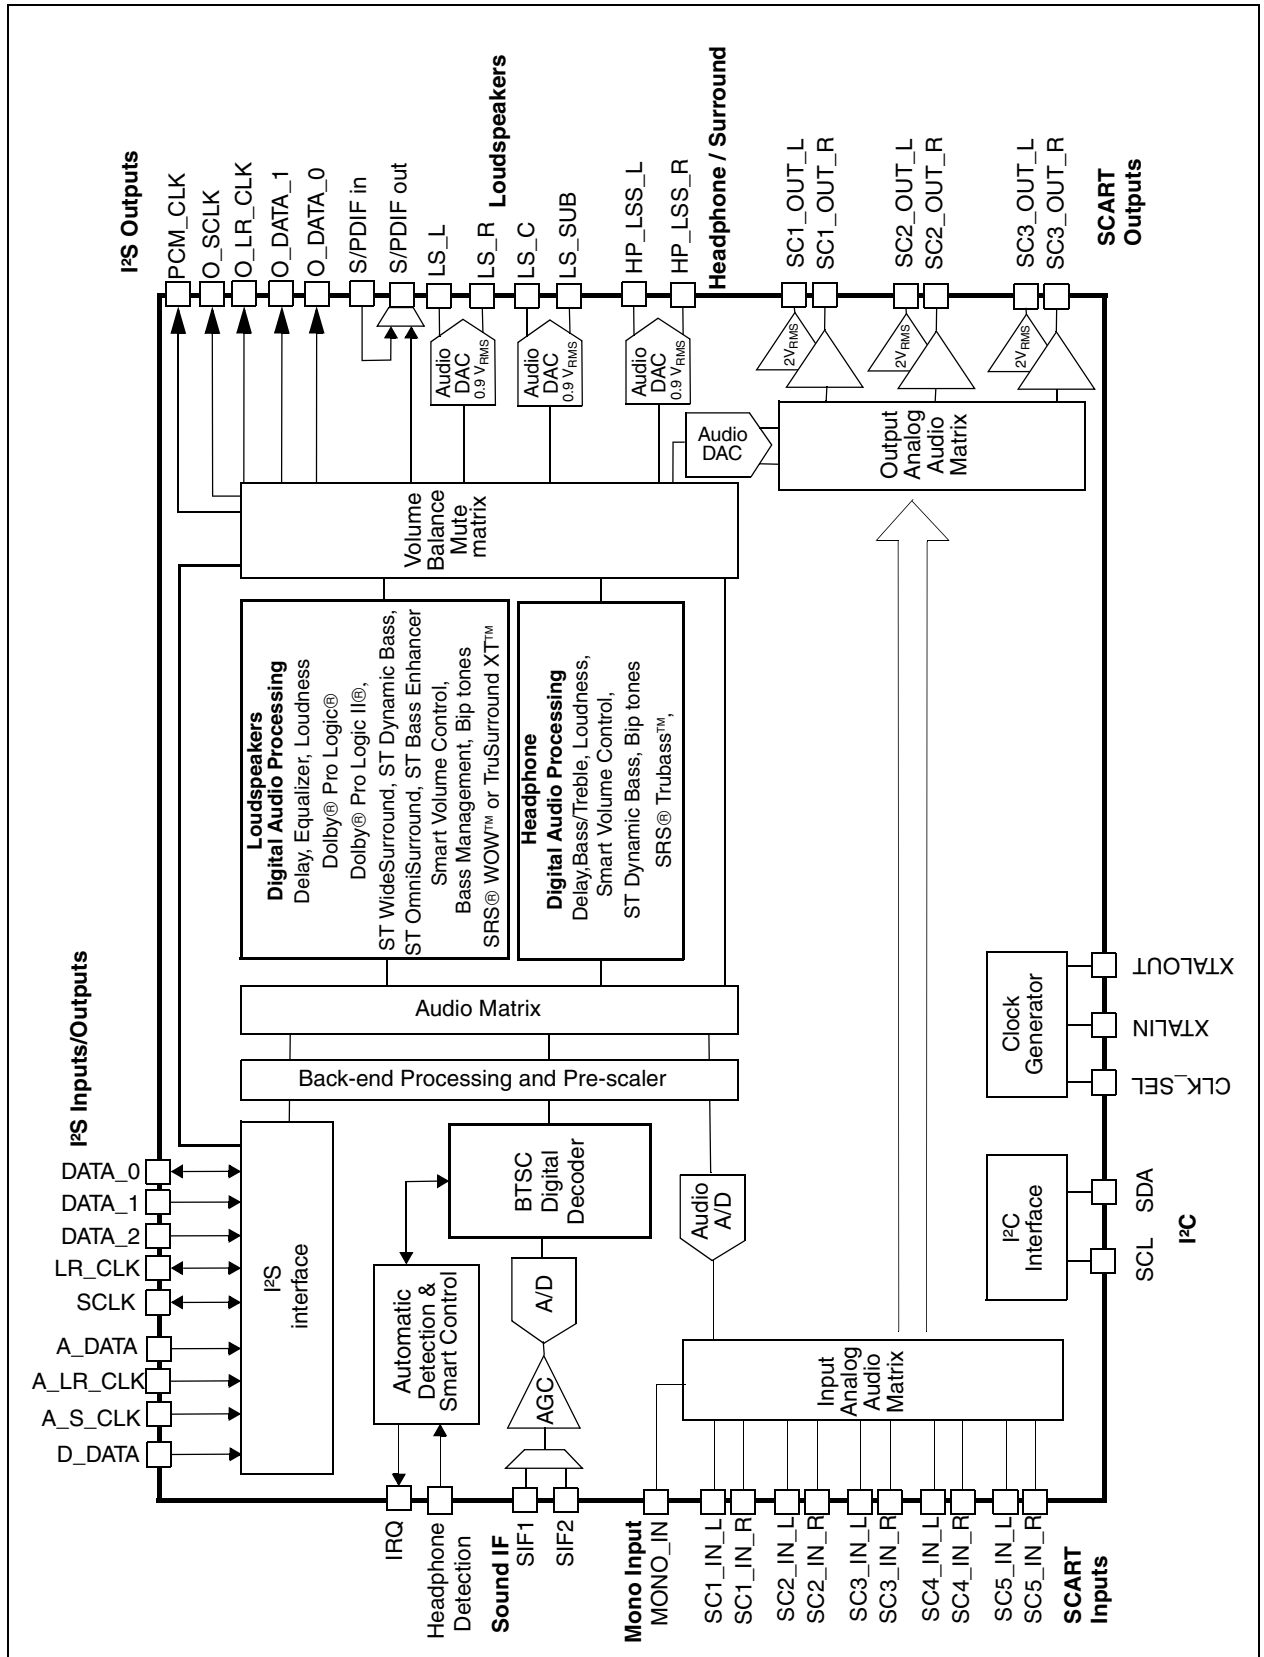 I²S Outputs
PCM_CLK
O_SCLK
O_LR_CLK
O_DATA_1
O_DATA_0
S/PDIF in
S/PDIF out
LS_L
LS_R
Loudspeakers
LS_C
LS_SUB
HP_LSS_L
HP_LSS_R
Headphone / Surround
SC1_OUT_L
SC1_OUT_R
SC2_OUT_L
SC2_OUT_R
SC3_OUT_L
SC3_OUT_R
SCART
Outputs
Audio
DAC
0.9 VRMS
Audio
DAC
0.9 VRMS
Audio
DAC
0.9 VRMS
2VRMS
2VRMS
2VRMS
Audio
DAC
Output
Analog
Audio
Matrix
Volume
Balance
Mute
matrix
Loudspeakers
Digital Audio Processing
Delay, Equalizer, Loudness
Dolby® Pro Logic®
Dolby® Pro Logic II®,
ST WideSurround, ST Dynamic Bass,
ST OmniSurround, ST Bass Enhancer
Smart Volume Control,
Bass Management, Bip tones
SRS® WOW™ or TruSurround XT™
Headphone
Digital Audio Processing
Delay,Bass/Treble, Loudness,
Smart Volume Control,
ST Dynamic Bass, Bip tones
SRS® Trubass™,
Audio Matrix
Back-end Processing and Pre-scaler
I²S Inputs/Outputs
DATA_0
DATA_1
DATA_2
LR_CLK
SCLK
A_DATA
A_LR_CLK
A_S_CLK
D_DATA
I²S
interface
BTSC
Digital
Decoder
Automatic
Detection &
Smart Control
A/D
AGC
Audio
A/D
Input
Analog
Audio
Matrix
Clock
Generator
XTALOUT
XTALIN
CLK_SEL
I²C
Interface
SDA
SCL
I²C
IRQ
Headphone
Detection
Sound IF
SIF1
SIF2
Mono Input
MONO_IN
SC1_IN_L
SC1_IN_R
SC2_IN_L
SC2_IN_R
SC3_IN_L
SC3_IN_R
SC4_IN_L
SC4_IN_R
SC5_IN_L
SC5_IN_R
SCART
Inputs